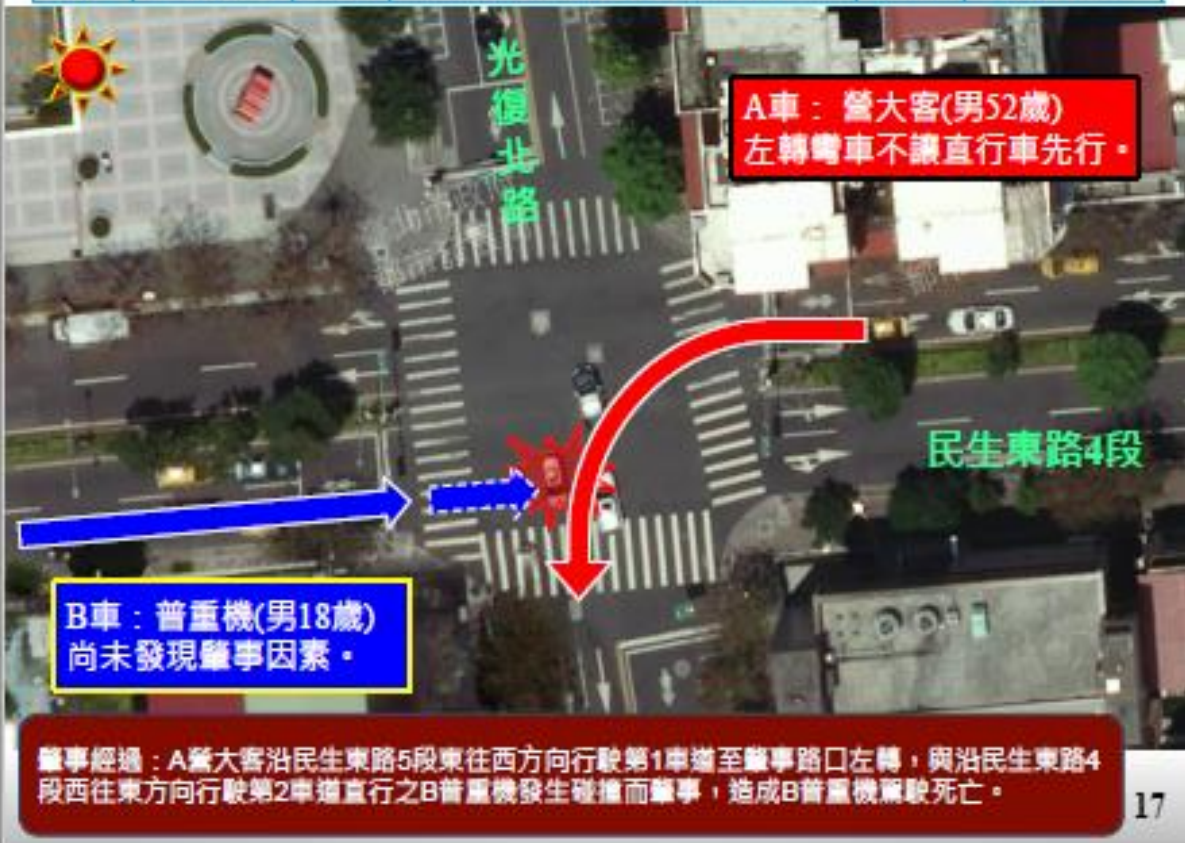 光復北路
A車：營大客(男52歲)
左轉彎車不讓直行車先行。
民生東路4段
B車：普重機(男18歲)
尚未發現肇事因素。
肇事經過：A營大客沿民生東路5段東往西方向行駛第1車道至肇事路口左轉，與沿民生東路4
段西往東方向行駛第2車道直行之B普重機發生碰撞而肇事，造成B普重機駕駛死亡。
17